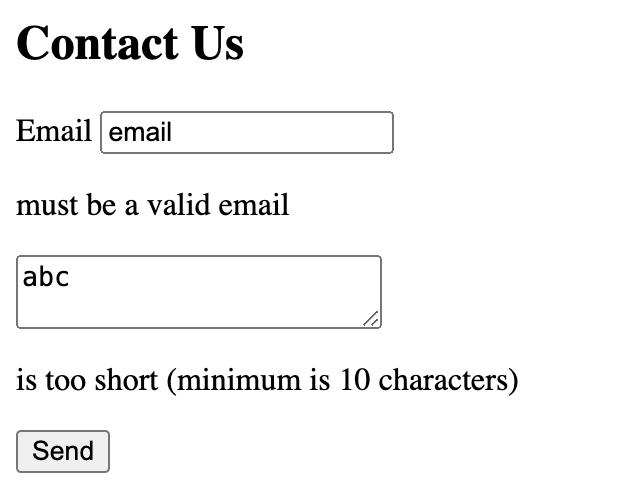 Contact Us
Email email
must be a valid email
abc
is too short (minimum is 10 characters)
Send